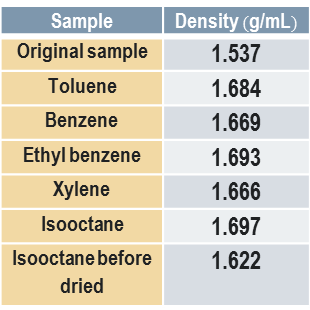 Sample Density (g/mL)
Original sample 1.537
Toluene 1.684
Benzene 1.669
Ethyl benzene 1.693
Xylene 1.666
Isooctane 1.697
Isooctane before 1.622
dried